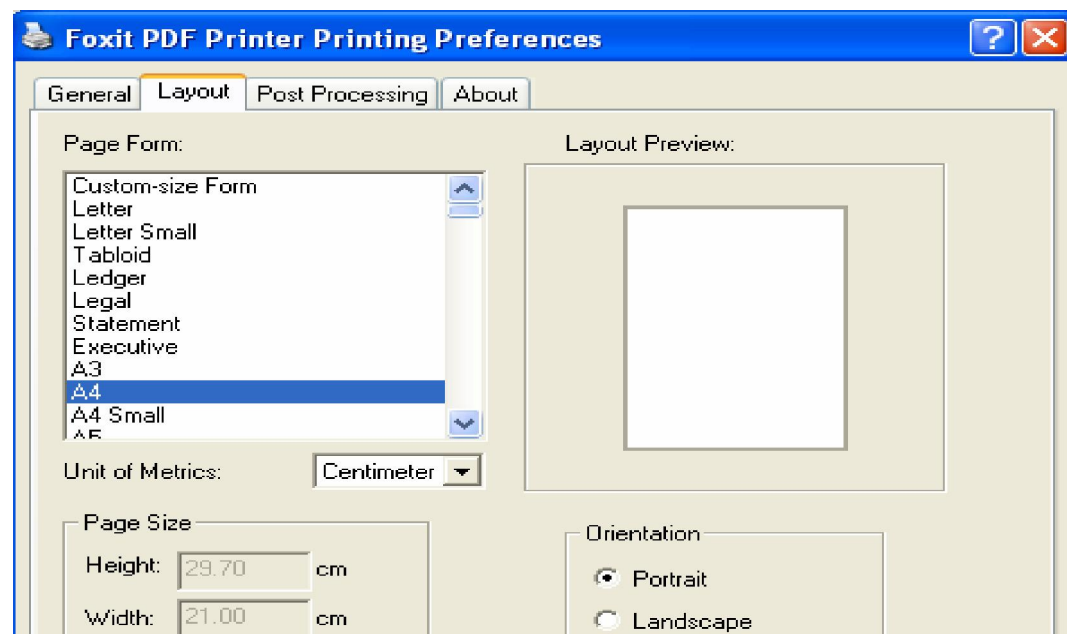 Foxit PDF Printer Printing Preferences
General Layout Post Processing About
Page Form:
Custom-size Form
Letter
Letter Small
Tabloid
Ledger
Legal
Statement
Executive
A3
A4
A4 Small
A5
Unit of Metrics: Centimeter
Page Size
Height: 29.70 cm
Width: 21.00 cm
Layout Preview:
Orientation
Portrait
Landscape